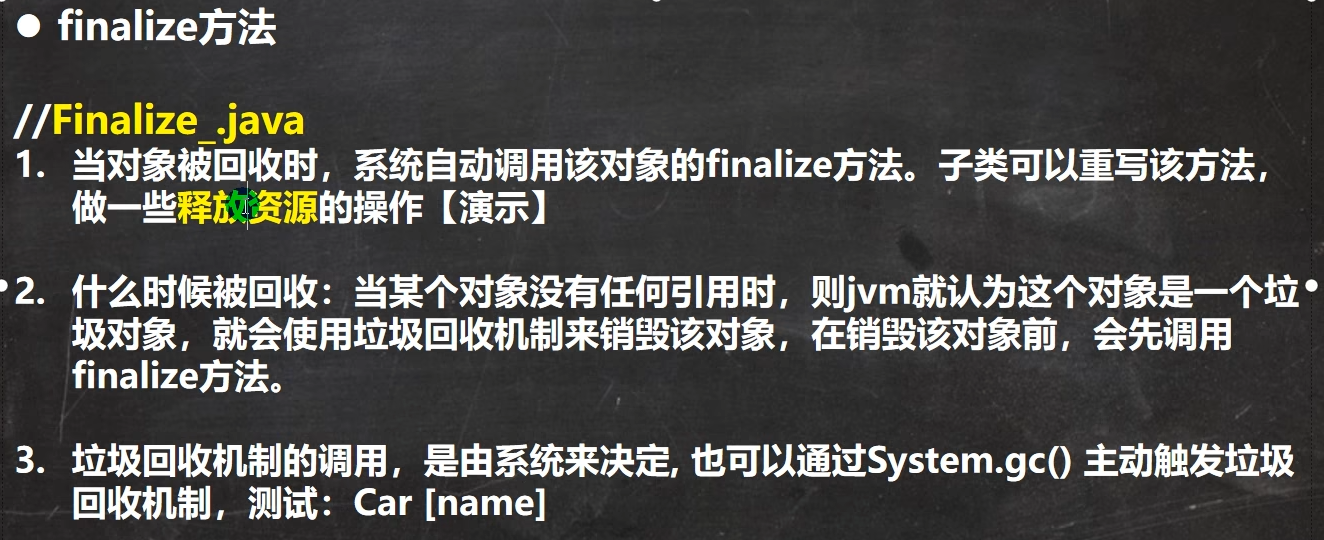 ● finalize方法
//Finalize_.java
1. 当对象被回收时，系统自动调用该对象的finalize方法。子类可以重写该方法，
做一些释放资源的操作【演示】
2. 什么时候被回收：当某个对象没有任何引用时，则jvm就认为这个对象是一个垃
圾对象，就会使用垃圾回收机制来销毁该对象，在销毁该对象前，会先调用
finalize方法。
3. 垃圾回收机制的调用，是由系统来决定, 也可以通过System.gc() 主动触发垃圾
回收机制，测试：Car [name]